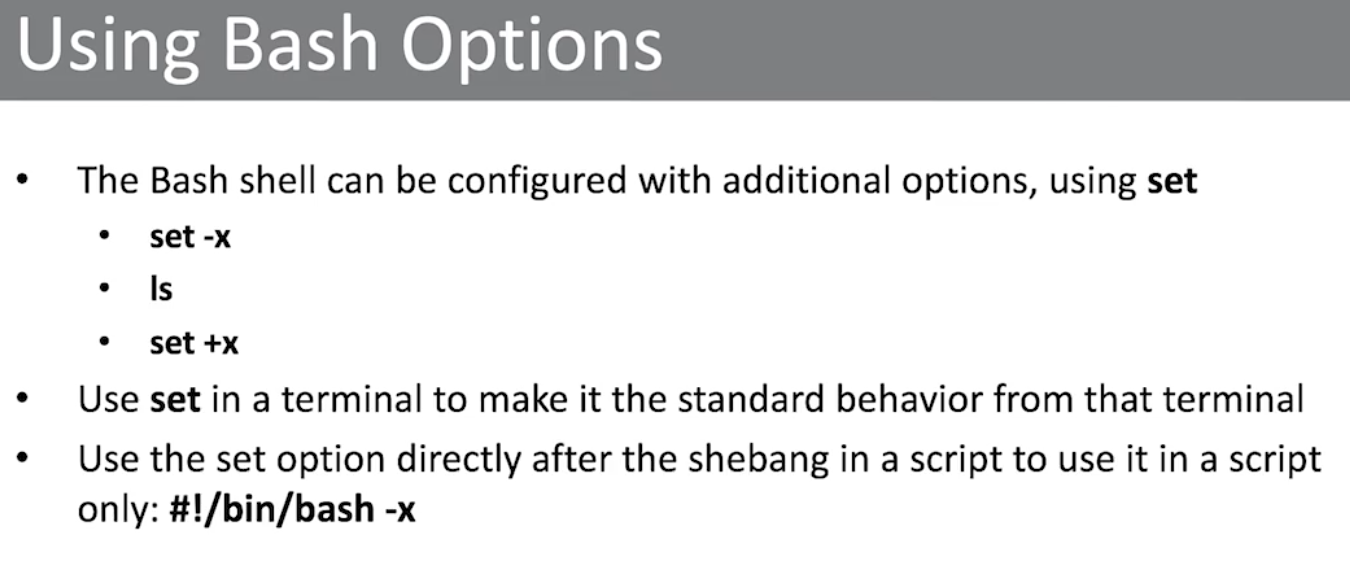 Using Bash Options
• The Bash shell can be configured with additional options, using set
• set -x
• ls
• set +x
• Use set in a terminal to make it the standard behavior from that terminal
• Use the set option directly after the shebang in a script to use it in a script
only: #!/bin/bash -x